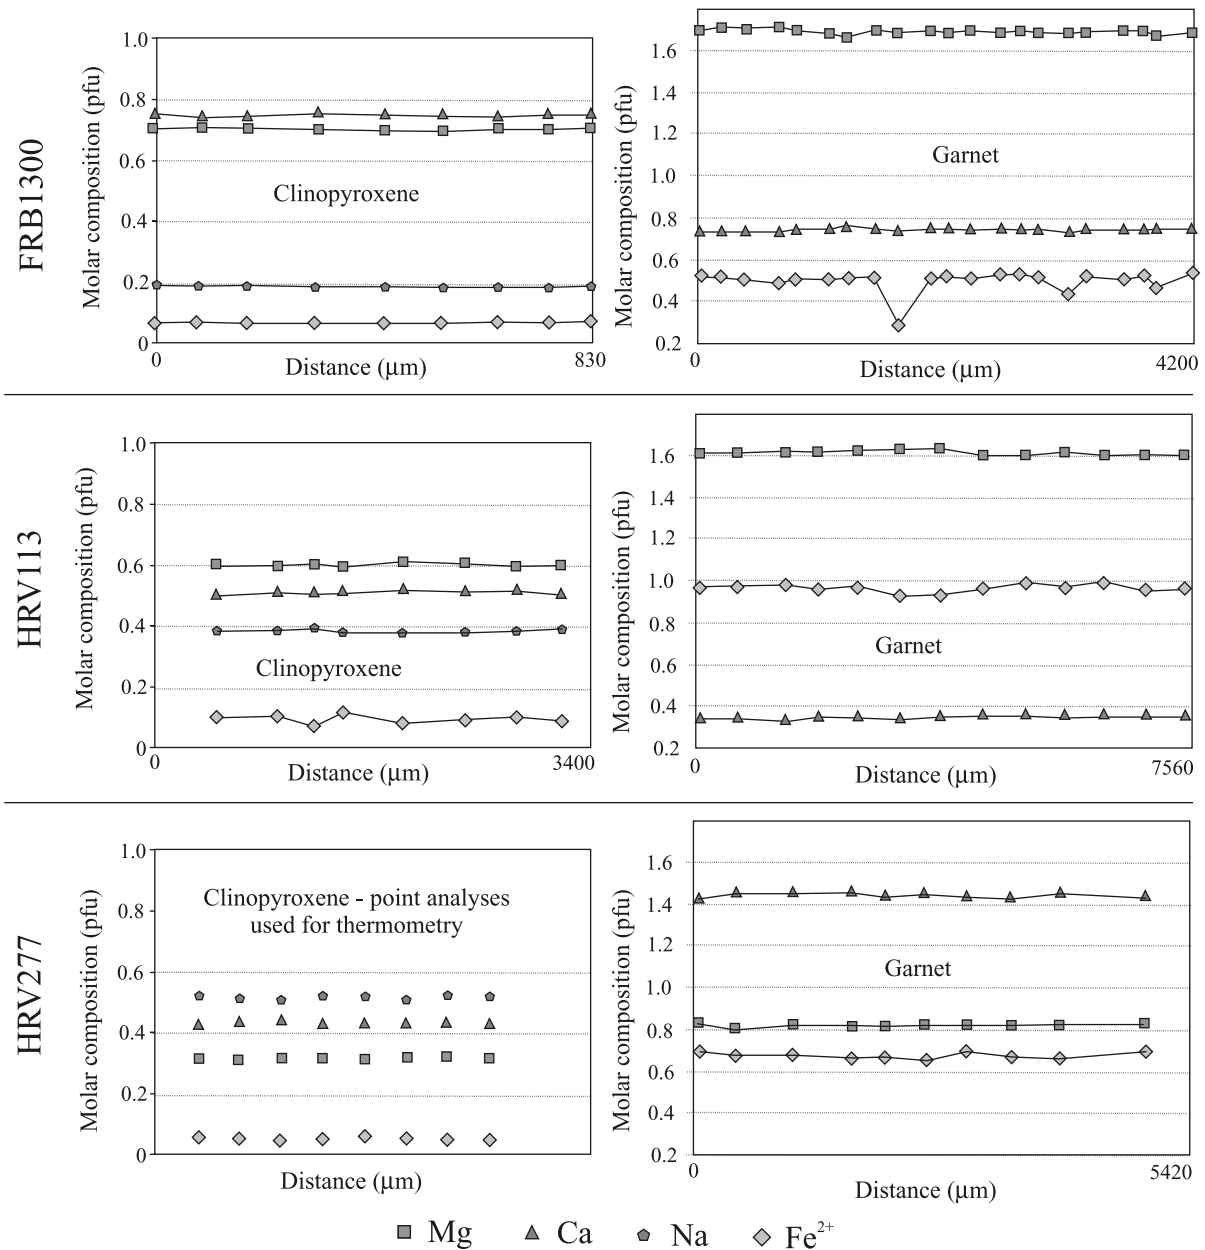 FRB1300
Molar composition (pfu)
1.0
0.8
0.6
0.4
0.2
0
Clinopyroxene
0
830
Distance (μm)
Molar composition (pfu)
1.6
1.4
1.2
1.0
0.8
0.6
0.4
0.2
Garnet
0
4200
Distance (μm)
HRV113
Molar composition (pfu)
1.0
0.8
0.6
0.4
0.2
0
Clinopyroxene
0
3400
Distance (μm)
Molar composition (pfu)
1.6
1.4
1.2
1.0
0.8
0.6
0.4
0.2
Garnet
0
7560
Distance (μm)
HRV277
Molar composition (pfu)
1.0
0.8
0.6
0.4
0.2
0
Clinopyroxene - point analyses
used for thermometry
Distance (μm)
Molar composition (pfu)
1.6
1.4
1.2
1.0
0.8
0.6
0.4
0.2
Garnet
0
5420
Distance (μm)
Mg Ca Na Fe²⁺